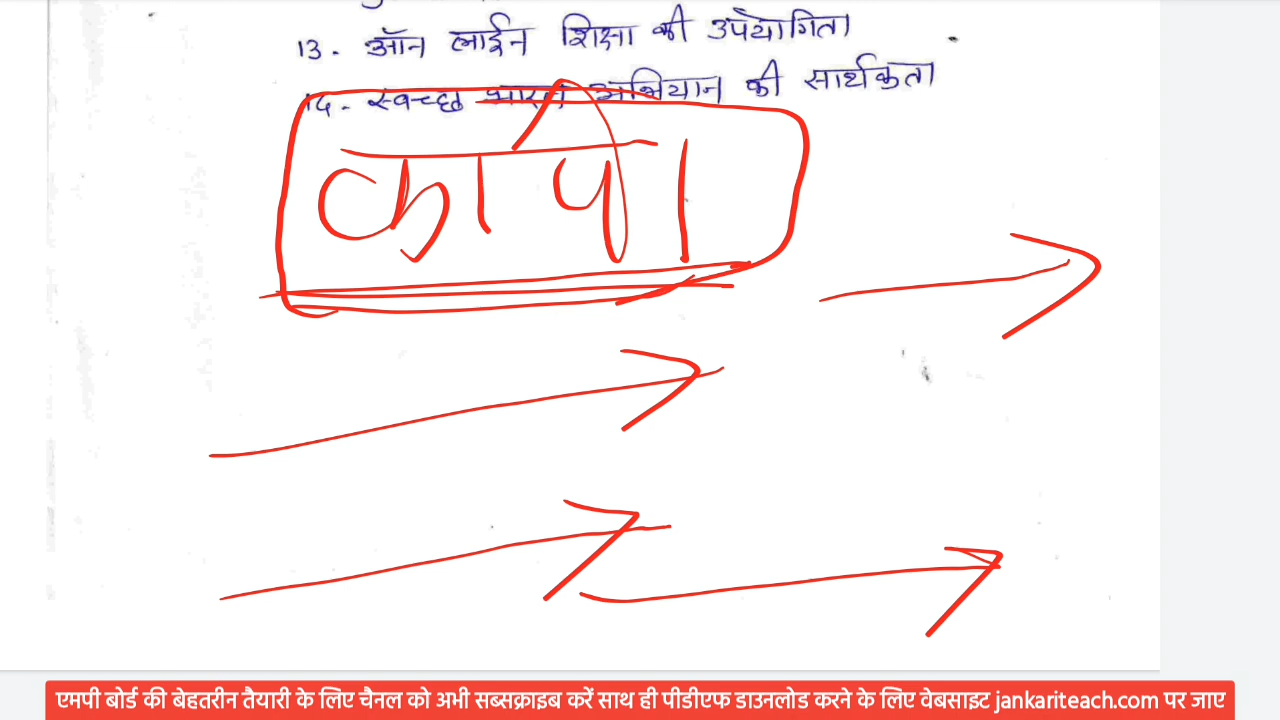 13. ऑन लाईन शिक्षा की उपयोगिता
14. स्वच्छ भारत अभियान की सार्थकता
कापी
एमपी बोर्ड की बेहतरीन तैयारी के लिए चैनल को अभी सब्सक्राइब करें साथ ही पीडीएफ डाउनलोड करने के लिए वेबसाइट jankariteach.com पर जाए